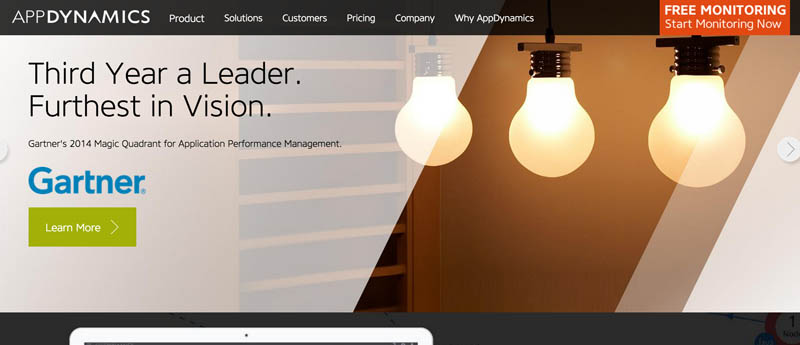 APPDYNAMICS Product Solutions Customers Pricing Company Why AppDynamics
FREE MONITORING
Start Monitoring Now
Third Year a Leader.
Furthest in Vision.
Gartner's 2014 Magic Quadrant for Application Performance Management.
Gartner®
Learn More
1